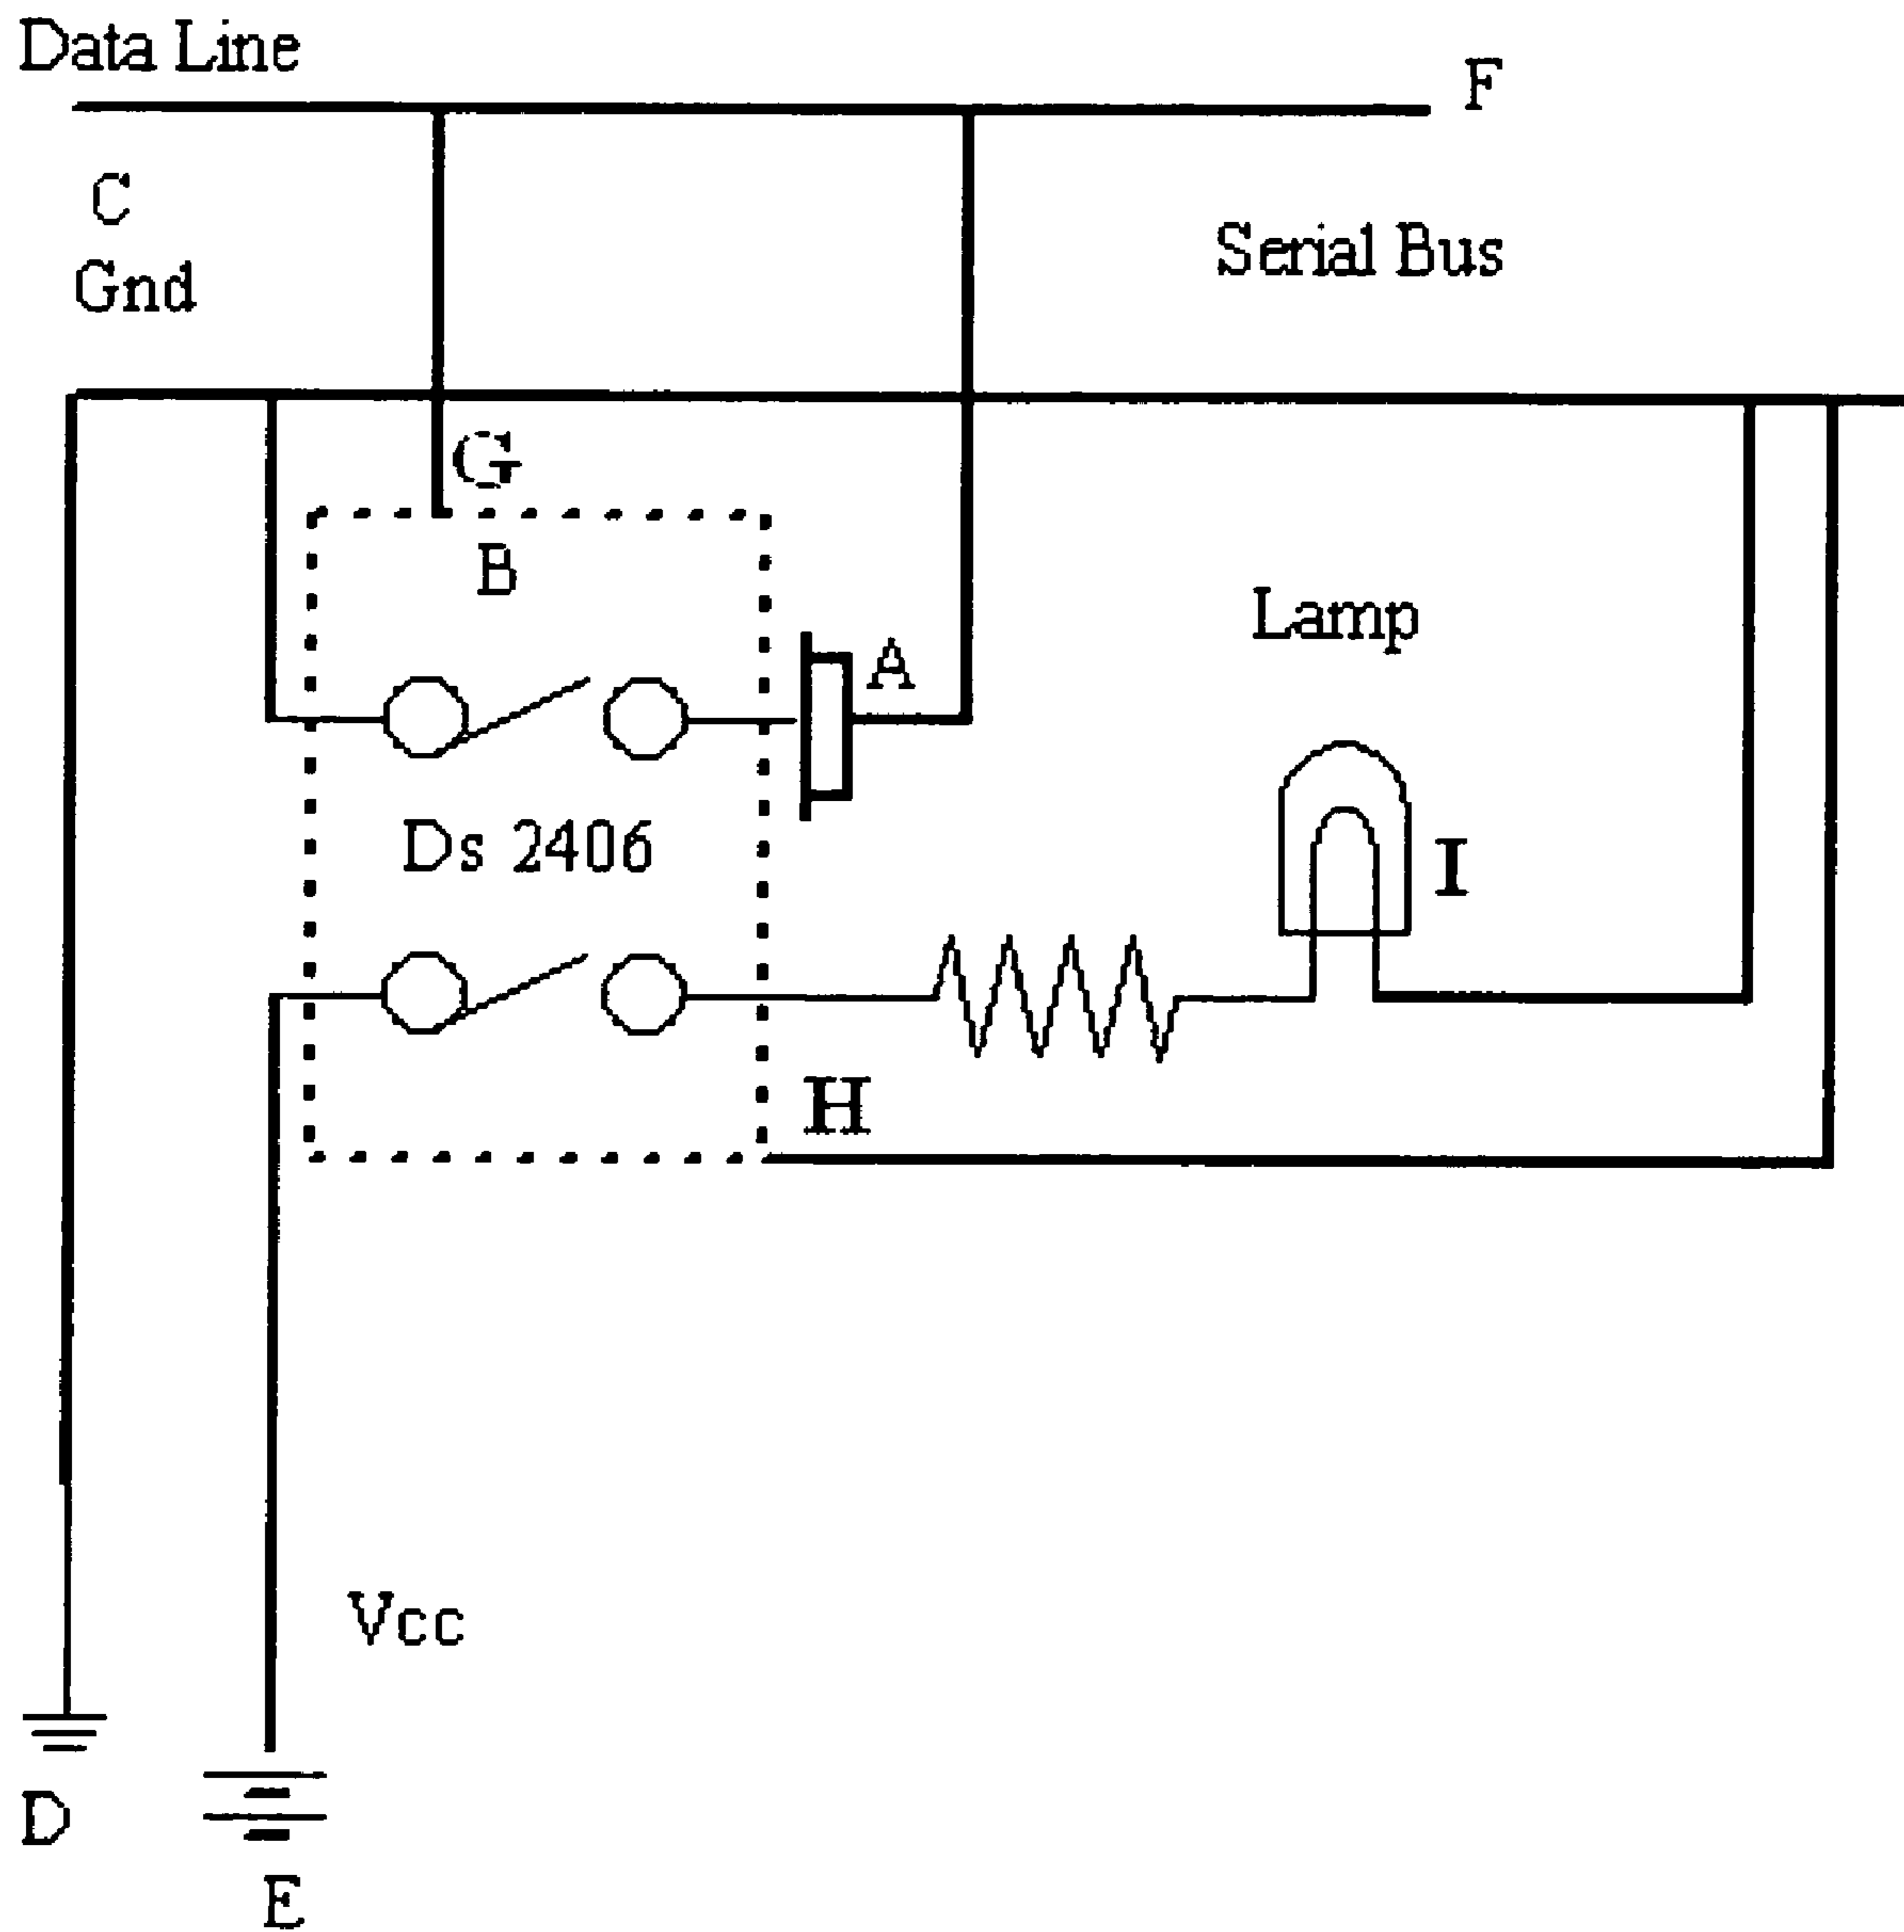 Data Line
F
C
Gnd
Serial Bus
G
B
Lamp
A
Ds 2406
I
H
Vcc
D
E